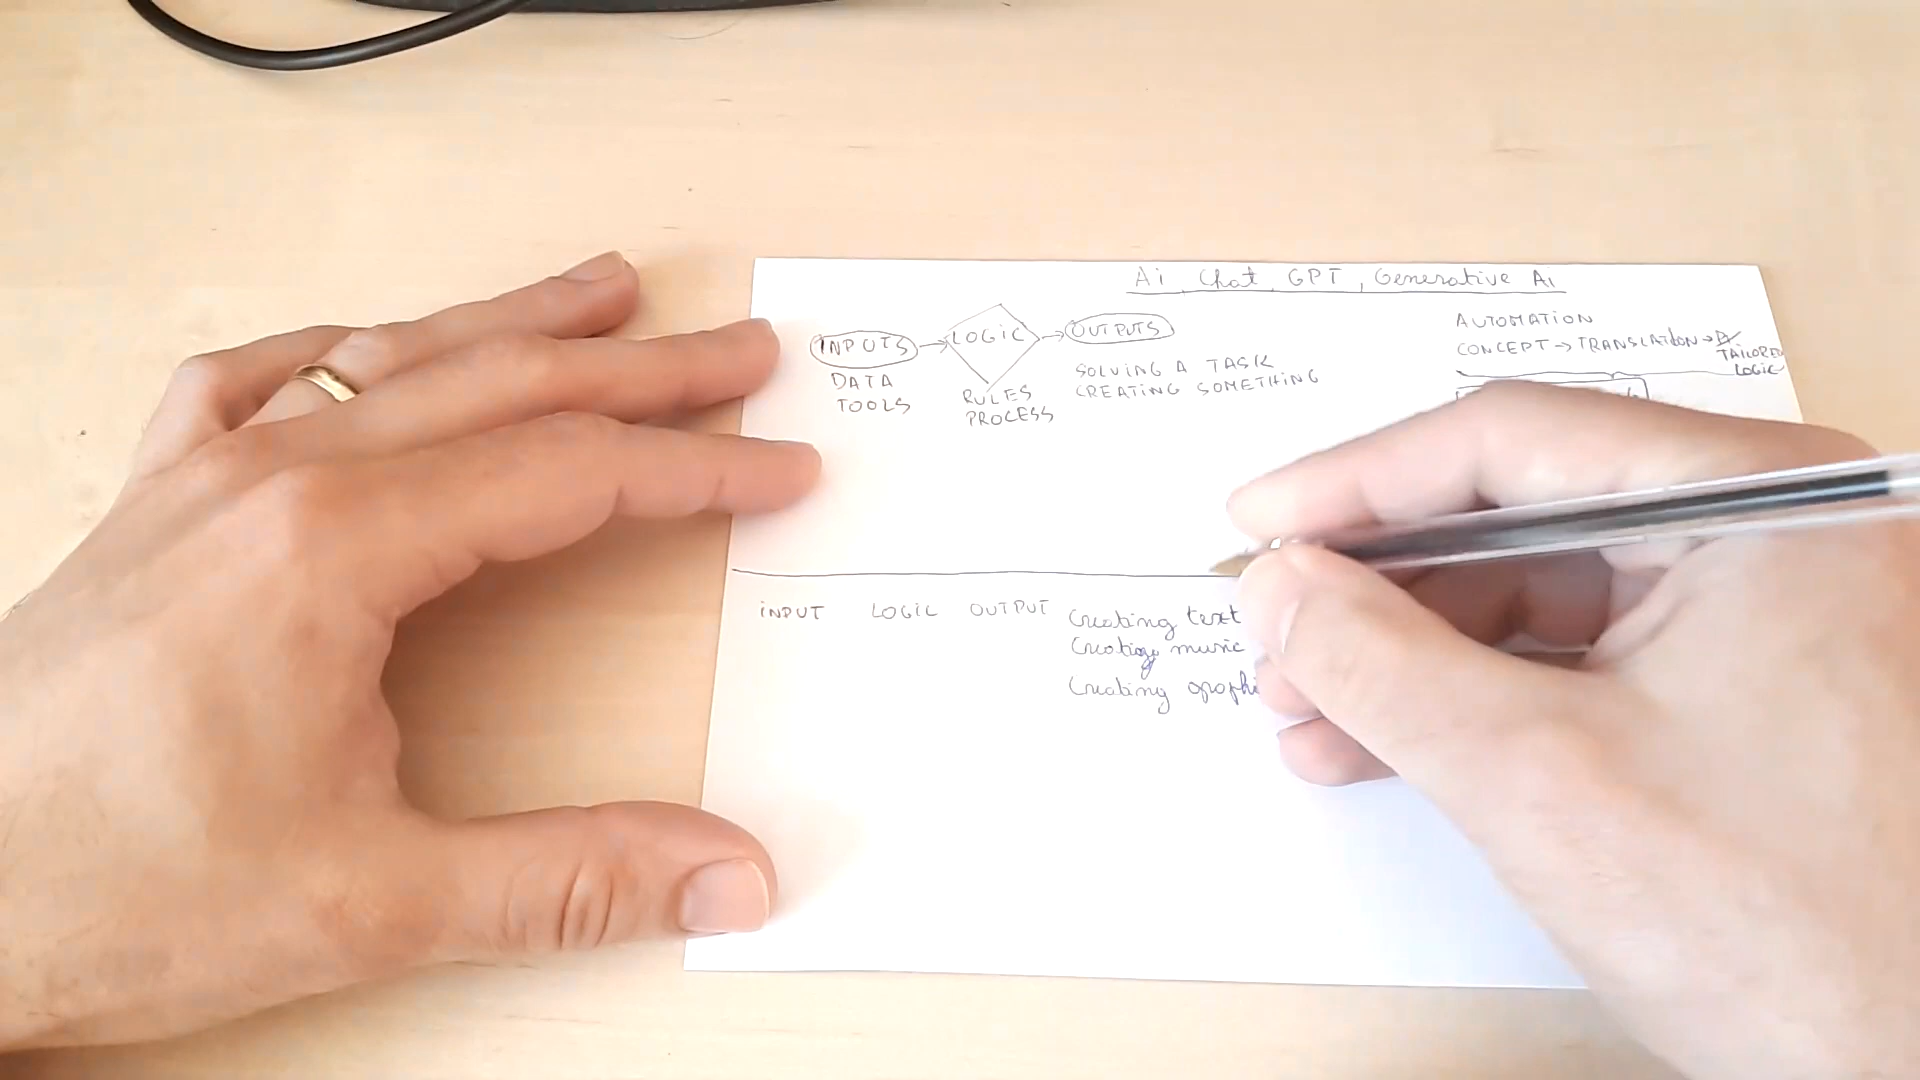 Ai, Chat GPT, Generative Ai
INPUTS → LOGIC → OUTPUTS
DATA
TOOLS
RULES
PROCESS
SOLVING A TASK
CREATING SOMETHING
AUTOMATION
CONCEPT → TRANSLATION →
TAILORED
LOGIC
INPUT LOGIC OUTPUT
Creating text
Creating music
Creating